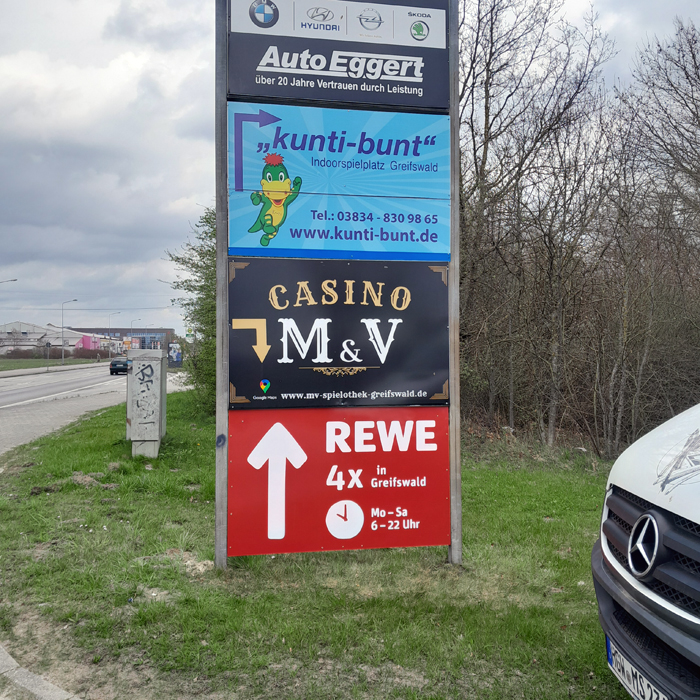 BMW
HYUNDAI
ŠKODA
Auto Eggert
über 20 Jahre Vertrauen durch Leistung
„kunti-bunt“
Indoorspielplatz Greifswald
Tel.: 03834 - 830 98 65
www.kunti-bunt.de
CASINO
M & V
Google Maps
www.mv-spielothek-greifswald.de
REWE
4x in Greifswald
Mo – Sa
6 – 22 Uhr